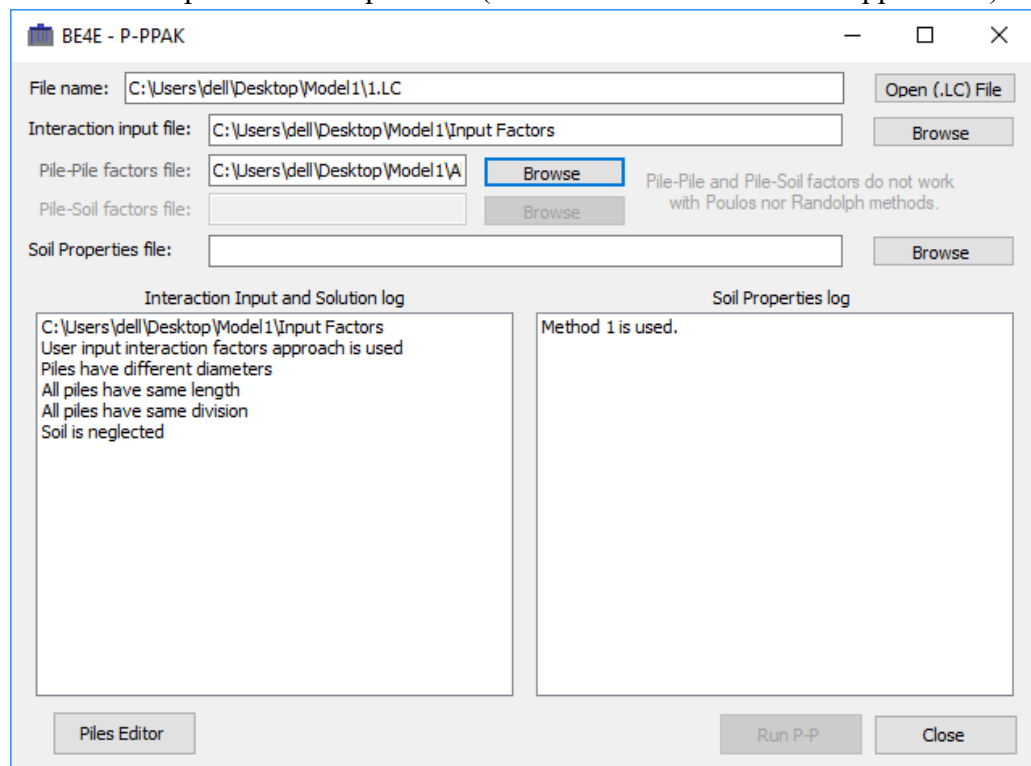 BE4E - P-PPAK
File name: C:\Users\dell\Desktop\Model1\1.LC Open (.LC) File
Interaction input file: C:\Users\dell\Desktop\Model1\Input Factors Browse
Pile-Pile factors file: C:\Users\dell\Desktop\Model1\A Browse Pile-Pile and Pile-Soil factors do not work
Pile-Soil factors file: Browse with Poulos nor Randolph methods.
Soil Properties file: Browse
Interaction Input and Solution log Soil Properties log
C:\Users\dell\Desktop\Model1\Input Factors Method 1 is used.
User input interaction factors approach is used
Piles have different diameters
All piles have same length
All piles have same division
Soil is neglected
Piles Editor Run P-P Close